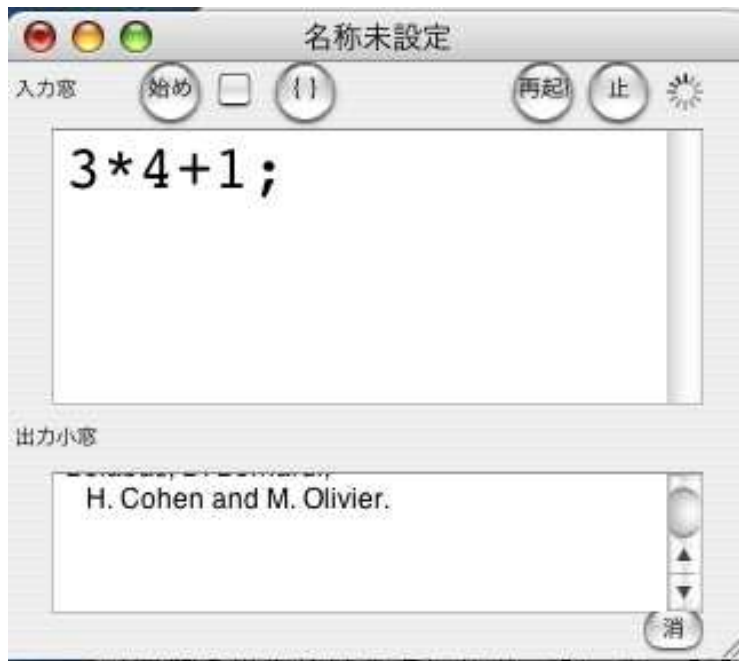 名称未設定
入力窓 始め { } 再起 止
3*4+1;
出力小窓
H. Cohen and M. Olivier.
消